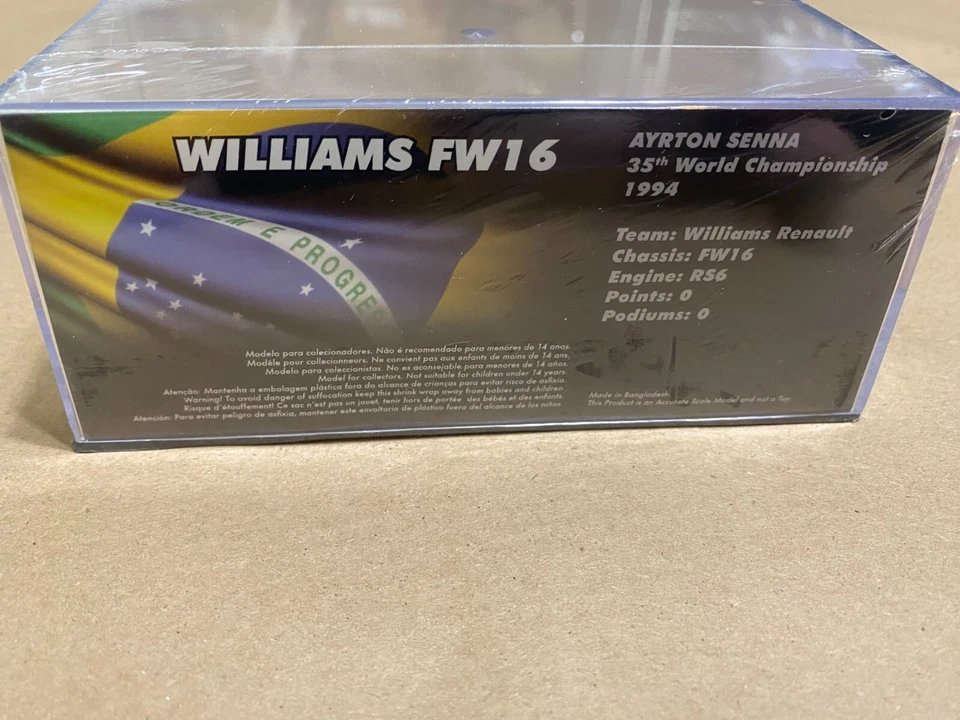 WILLIAMS FW16
ORDEM E PROGRES
AYRTON SENNA
35th World Championship
1994
Team: Williams Renault
Chassis: FW16
Engine: RS6
Points: 0
Podiums: 0
Modelo para colecionadores. Não é recomendado para menores de 14 anos.
Modèle pour collectionneurs. Ne convient pas aux enfants de moins de 14 ans,
Modelo para coleccionistas. No es aconsejable para menores de 14 años.
Model for collectors. Not suitable for children under 14 years.
Atenção: Mantenha a embalagem plástica fora do alcance de crianças para evitar risco de asfixia.
Warning! To avoid danger of suffocation keep this shrink wrap away from babies and children.
Risque d'étouffement! Ce sac n'est pas un jouet, tenir hors de portée des bébés et des enfants.
Atención: Para evitar peligro de asfixia, mantener este envoltorio de plástico fuera del alcance de los niños.
Made in Bangladesh.
This Product is an Accurate Scale Model and not a Toy.